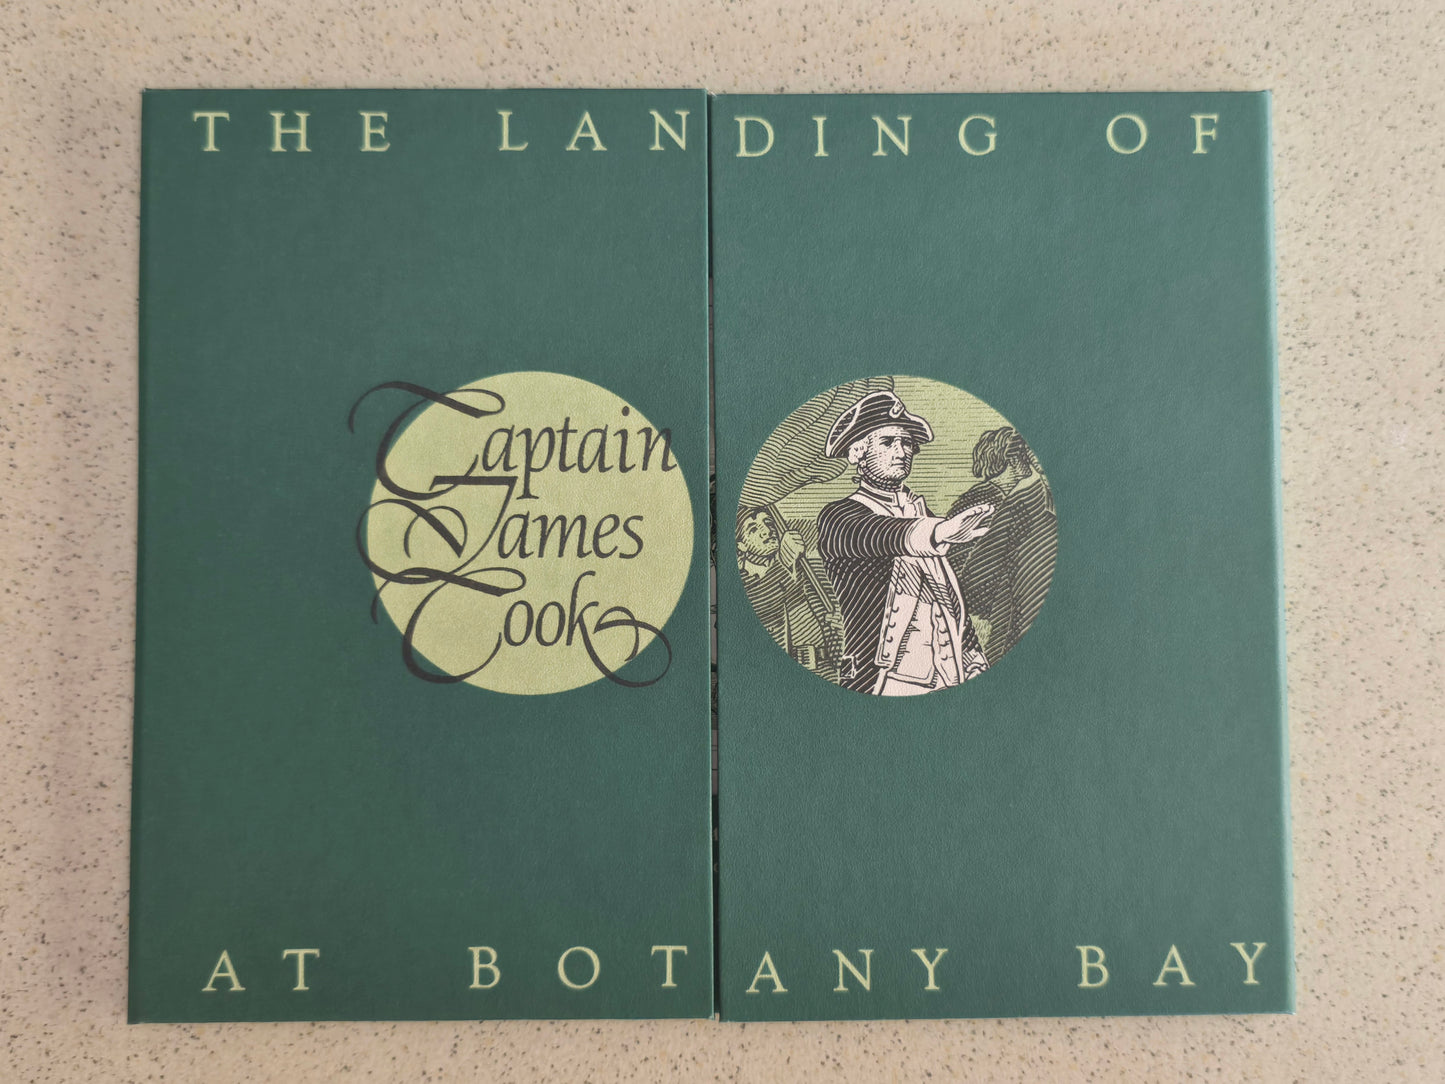 THE LANDING OF
Captain
James
Cook
AT BOTANY BAY